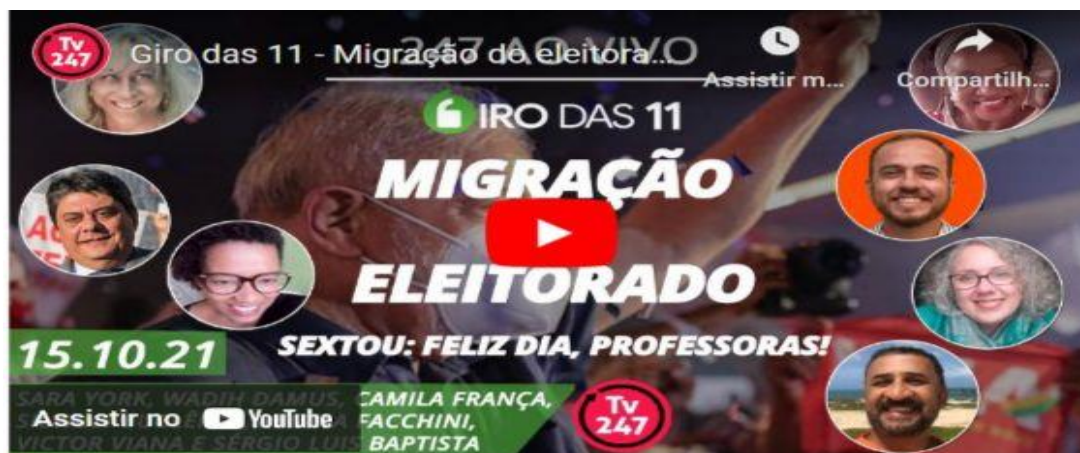 Tv
247
Giro das 11 - Migração do eleitora...
247 AO VIVO
Assistir m...
Compartilh...
GIRO DAS 11
MIGRAÇÃO
ELEITORADO
SEXTOU: FELIZ DIA, PROFESSORAS!
15.10.21
SARA YORK, WADIH DAMUS, CAMILA FRANÇA,
FACCHINI,
VICTOR VIANA E SÉRGIO LUIS BAPTISTA
Assistir no YouTube
Tv
247